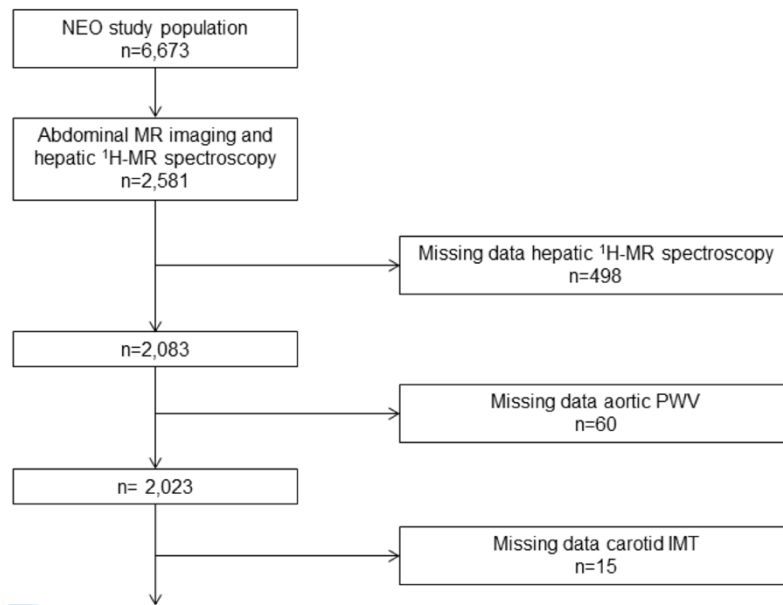 NEO study population
n=6,673
Abdominal MR imaging and
hepatic ¹H-MR spectroscopy
n=2,581
Missing data hepatic ¹H-MR spectroscopy
n=498
n=2,083
Missing data aortic PWV
n=60
n= 2,023
Missing data carotid IMT
n=15